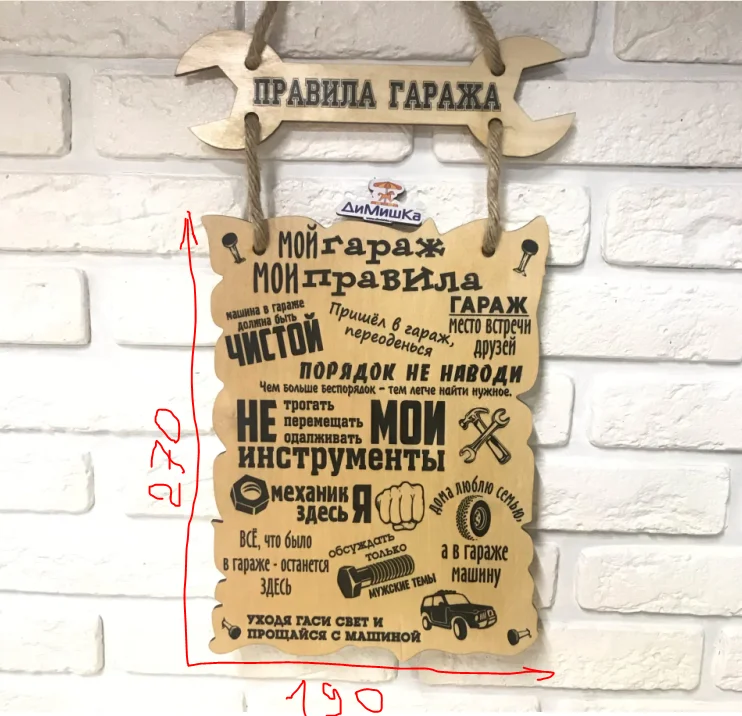 ПРАВИЛА ГАРАЖА
ДиМишКа
МОЙ гараж
МОИ правила
машина в гараже
должна быть
ЧИСТОЙ
Пришёл в гараж,
переоденься
ГАРАЖ
место встречи
друзей
ПОРЯДОК НЕ НАВОДИ
Чем больше беспорядок - тем легче найти нужное.
НЕ трогать
перемещать
одалживать МОИ
инструменты
механик
здесь Я
дома люблю семью,
а в гараже
машину
ВСЁ, что было
в гараже - останется
ЗДЕСЬ
обсуждать
только
МУЖСКИЕ ТЕМЫ
УХОДЯ ГАСИ СВЕТ И
ПРОЩАЙСЯ С МАШИНОЙ
270
190